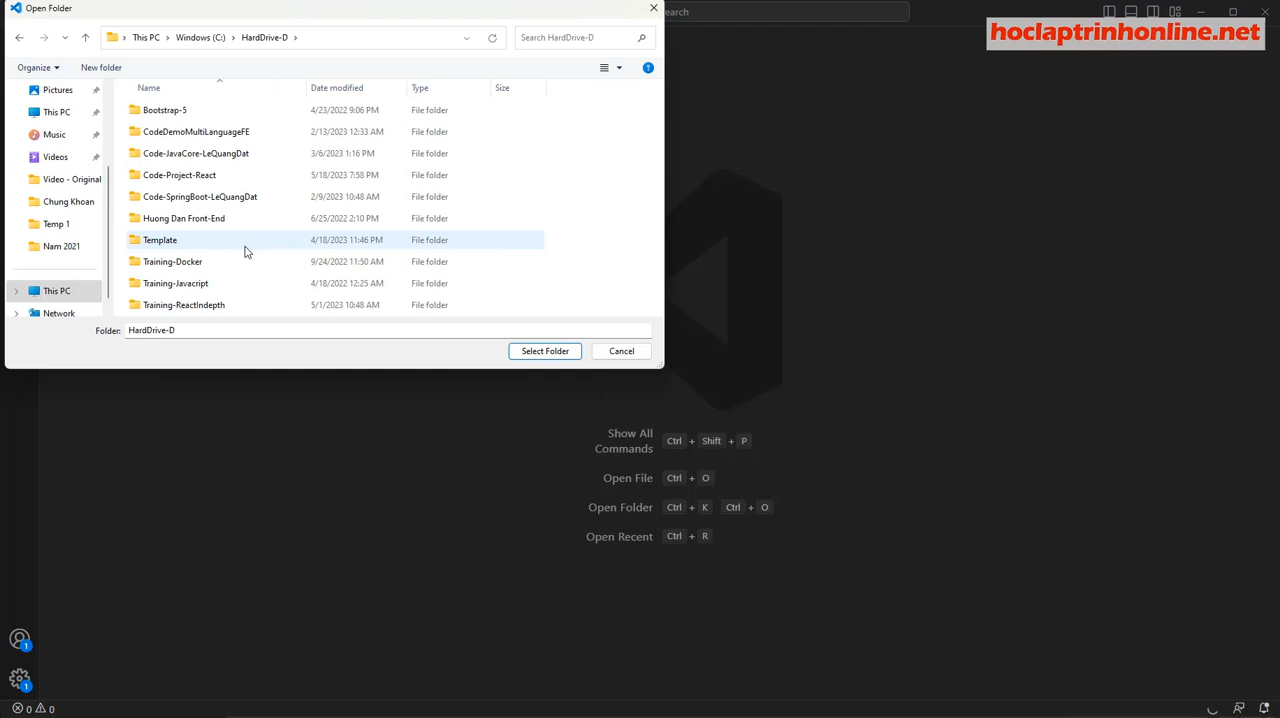 Open Folder
earch
hoclaptrinhonline.net
This PC
Windows (C:)
HardDrive-D
Search HardDrive-D
Organize
New folder
Name
Date modified
Type
Size
Pictures
This PC
Music
Videos
Video - Original
Chung Khoan
Temp 1
Nam 2021
This PC
Network
Bootstrap-5 4/23/2022 9:06 PM File folder
CodeDemoMultiLanguageFE 2/13/2023 12:33 AM File folder
Code-JavaCore-LeQuangDat 3/6/2023 1:16 PM File folder
Code-Project-React 5/18/2023 7:58 PM File folder
Code-SpringBoot-LeQuangDat 2/9/2023 10:48 AM File folder
Huong Dan Front-End 6/25/2022 2:10 PM File folder
Template 4/18/2023 11:46 PM File folder
Training-Docker 9/24/2022 11:50 AM File folder
Training-Javacript 4/18/2022 12:25 AM File folder
Training-ReactIndepth 5/1/2023 10:48 AM File folder
Folder: HardDrive-D
Select Folder
Cancel
Show All
Commands
Ctrl + Shift + P
Open File Ctrl + O
Open Folder Ctrl + K Ctrl + O
Open Recent Ctrl + R
1
1
0 0